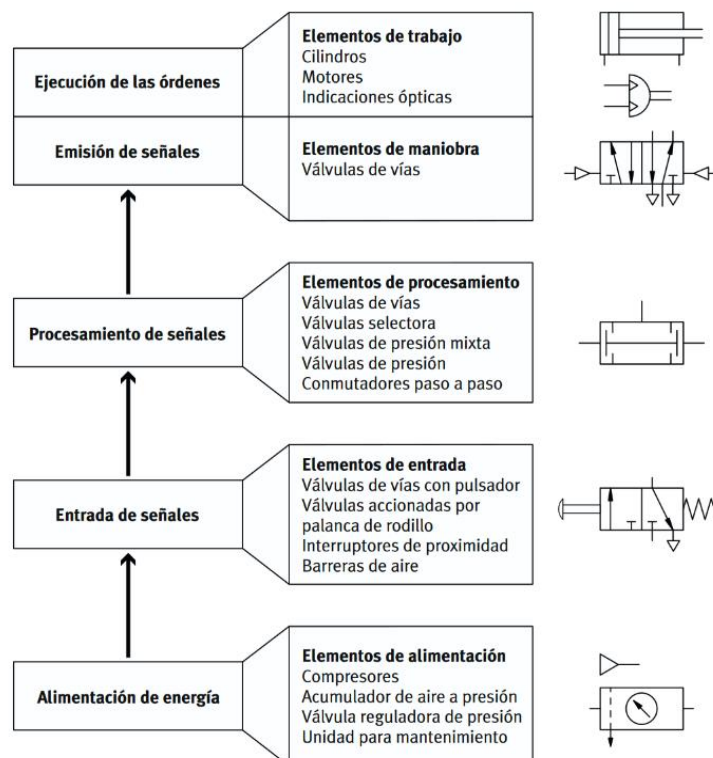 Elementos de trabajo
Cilindros
Motores
Indicaciones ópticas
Ejecución de las órdenes
Elementos de maniobra
Válvulas de vías
Emisión de señales
Elementos de procesamiento
Válvulas de vías
Válvulas selectora
Válvulas de presión mixta
Válvulas de presión
Conmutadores paso a paso
Procesamiento de señales
Elementos de entrada
Válvulas de vías con pulsador
Válvulas accionadas por
palanca de rodillo
Interruptores de proximidad
Barreras de aire
Entrada de señales
Elementos de alimentación
Compresores
Acumulador de aire a presión
Válvula reguladora de presión
Unidad para mantenimiento
Alimentación de energía